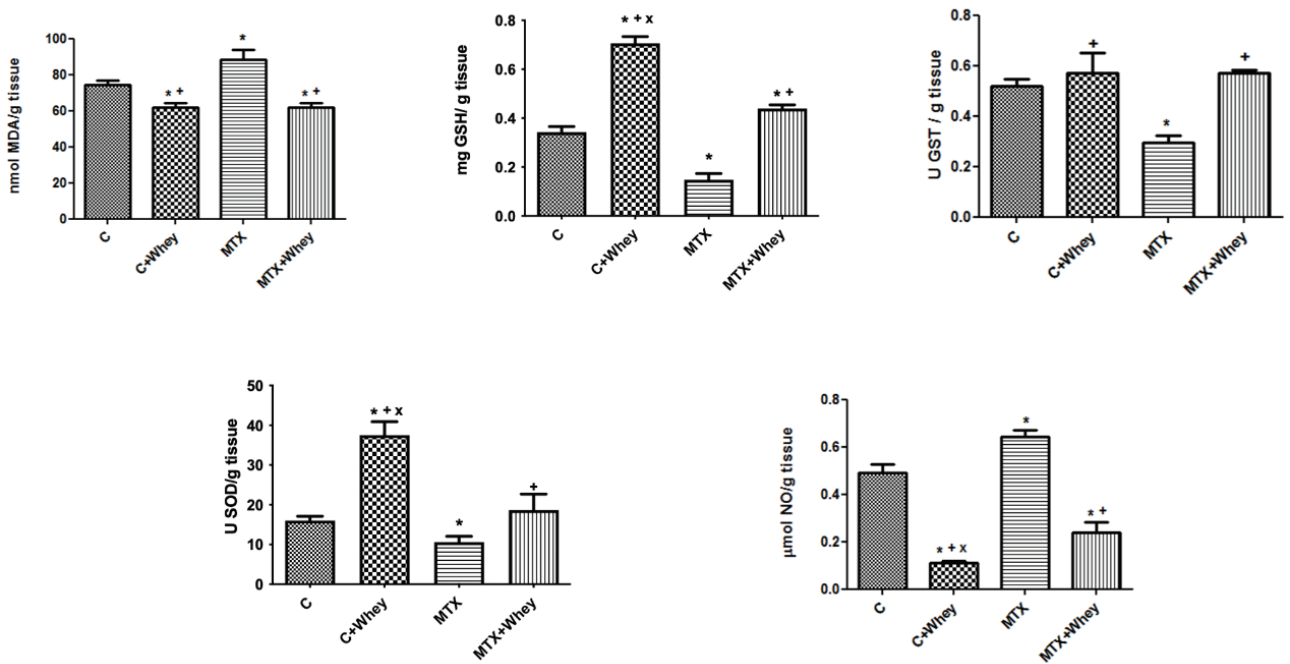 nmol MDA/g tissue
100
80
60
40
20
0
*
* +
* +
C
C+Whey
MTX
MTX+Whey
mg GSH/ g tissue
0.8
0.6
0.4
0.2
0.0
* + x
*
* +
C
C+Whey
MTX
MTX+Whey
U GST / g tissue
0.8
0.6
0.4
0.2
0.0
+
*
+
C
C+Whey
MTX
MTX+Whey
U SOD/g tissue
50
40
30
20
10
0
* + x
*
+
C
C+Whey
MTX
MTX+Whey
µmol NO/g tissue
0.8
0.6
0.4
0.2
0.0
* + x
*
* +
C
C+Whey
MTX
MTX+Whey